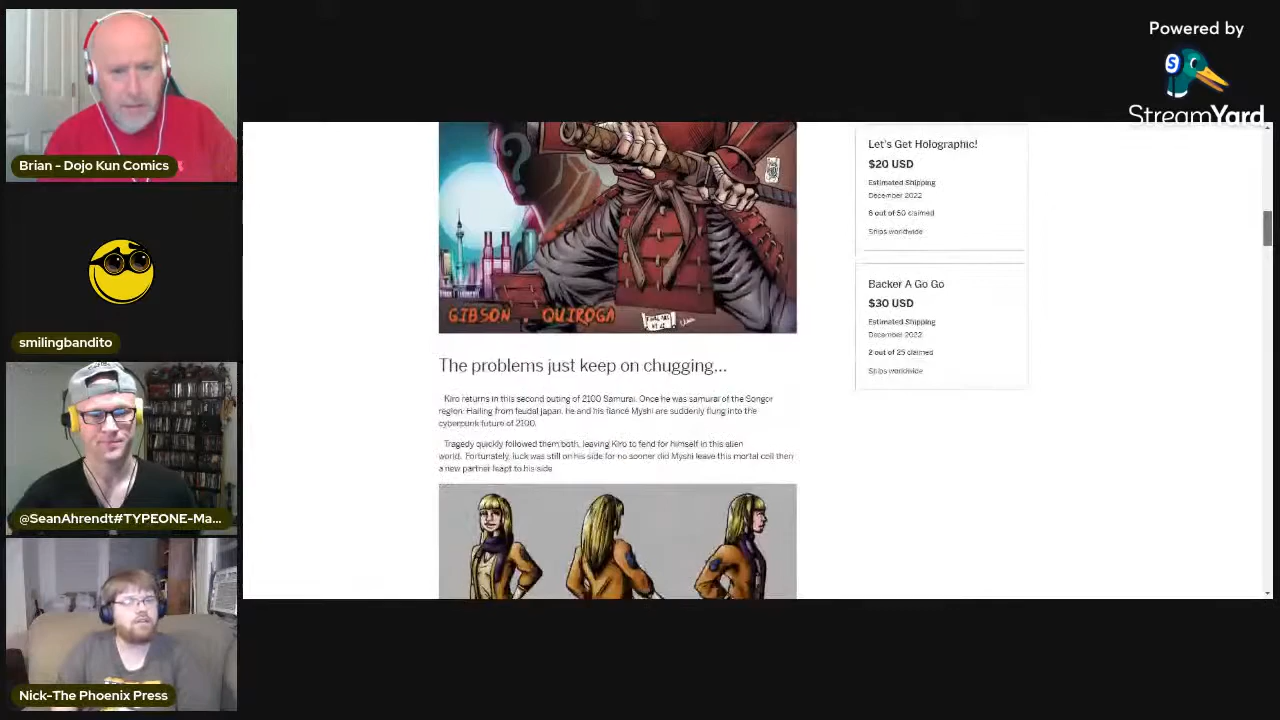 Powered by
StreamYard
Brian - Dojo Kun Comics
smilingbandito
@SeanAhrendt#TYPEONE-Ma...
Nick-The Phoenix Press
GIBSON QUIROGA
The problems just keep on chugging...
Kiro returns in this second outing of 2100 Samurai. Once he was samurai of the Songor
region. Hailing from feudal japan, he and his fiancé Myshi are suddenly flung into the
cyberpunk future of 2100.
Tragedy quickly followed them both, leaving Kiro to fend for himself in this alien
world. Fortunately, luck was still on his side for no sooner did Myshi leave this mortal coil then
a new partner leapt to his side
Let's Get Holographic!
$20 USD
Estimated Shipping
December 2022
6 out of 50 claimed
Ships worldwide
Backer A Go Go
$30 USD
Estimated Shipping
December 2022
2 out of 25 claimed
Ships worldwide